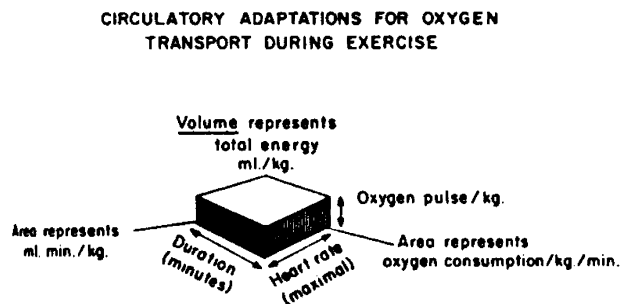 CIRCULATORY ADAPTATIONS FOR OXYGEN
TRANSPORT DURING EXERCISE
Volume represents
total energy
ml./kg.
Oxygen pulse/kg.
Area represents
ml. min./kg.
Duration
(minutes)
Heart rate
(maximal)
Area represents
oxygen consumption/kg./min.